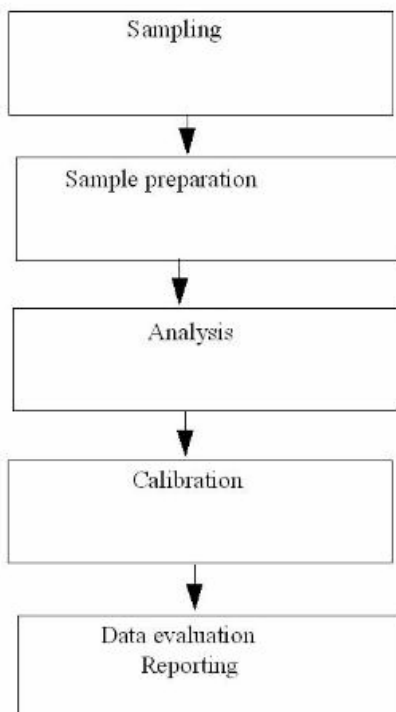 Sampling
Sample preparation
Analysis
Calibration
Data evaluation
Reporting